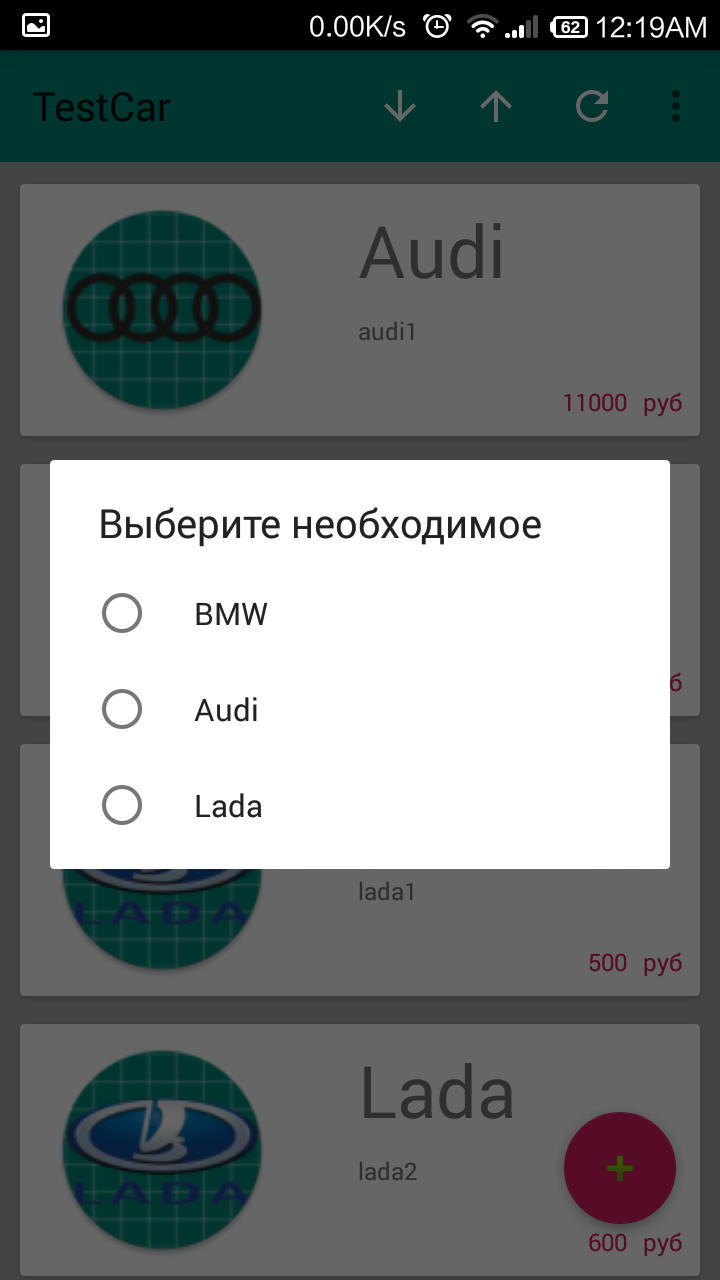 0.00K/s 62 12:19AM
TestCar
Audi
audi1
11000 руб
Выберите необходимое
BMW
Audi
Lada
LADA
lada1
500 руб
Lada
LADA
lada2
600 руб